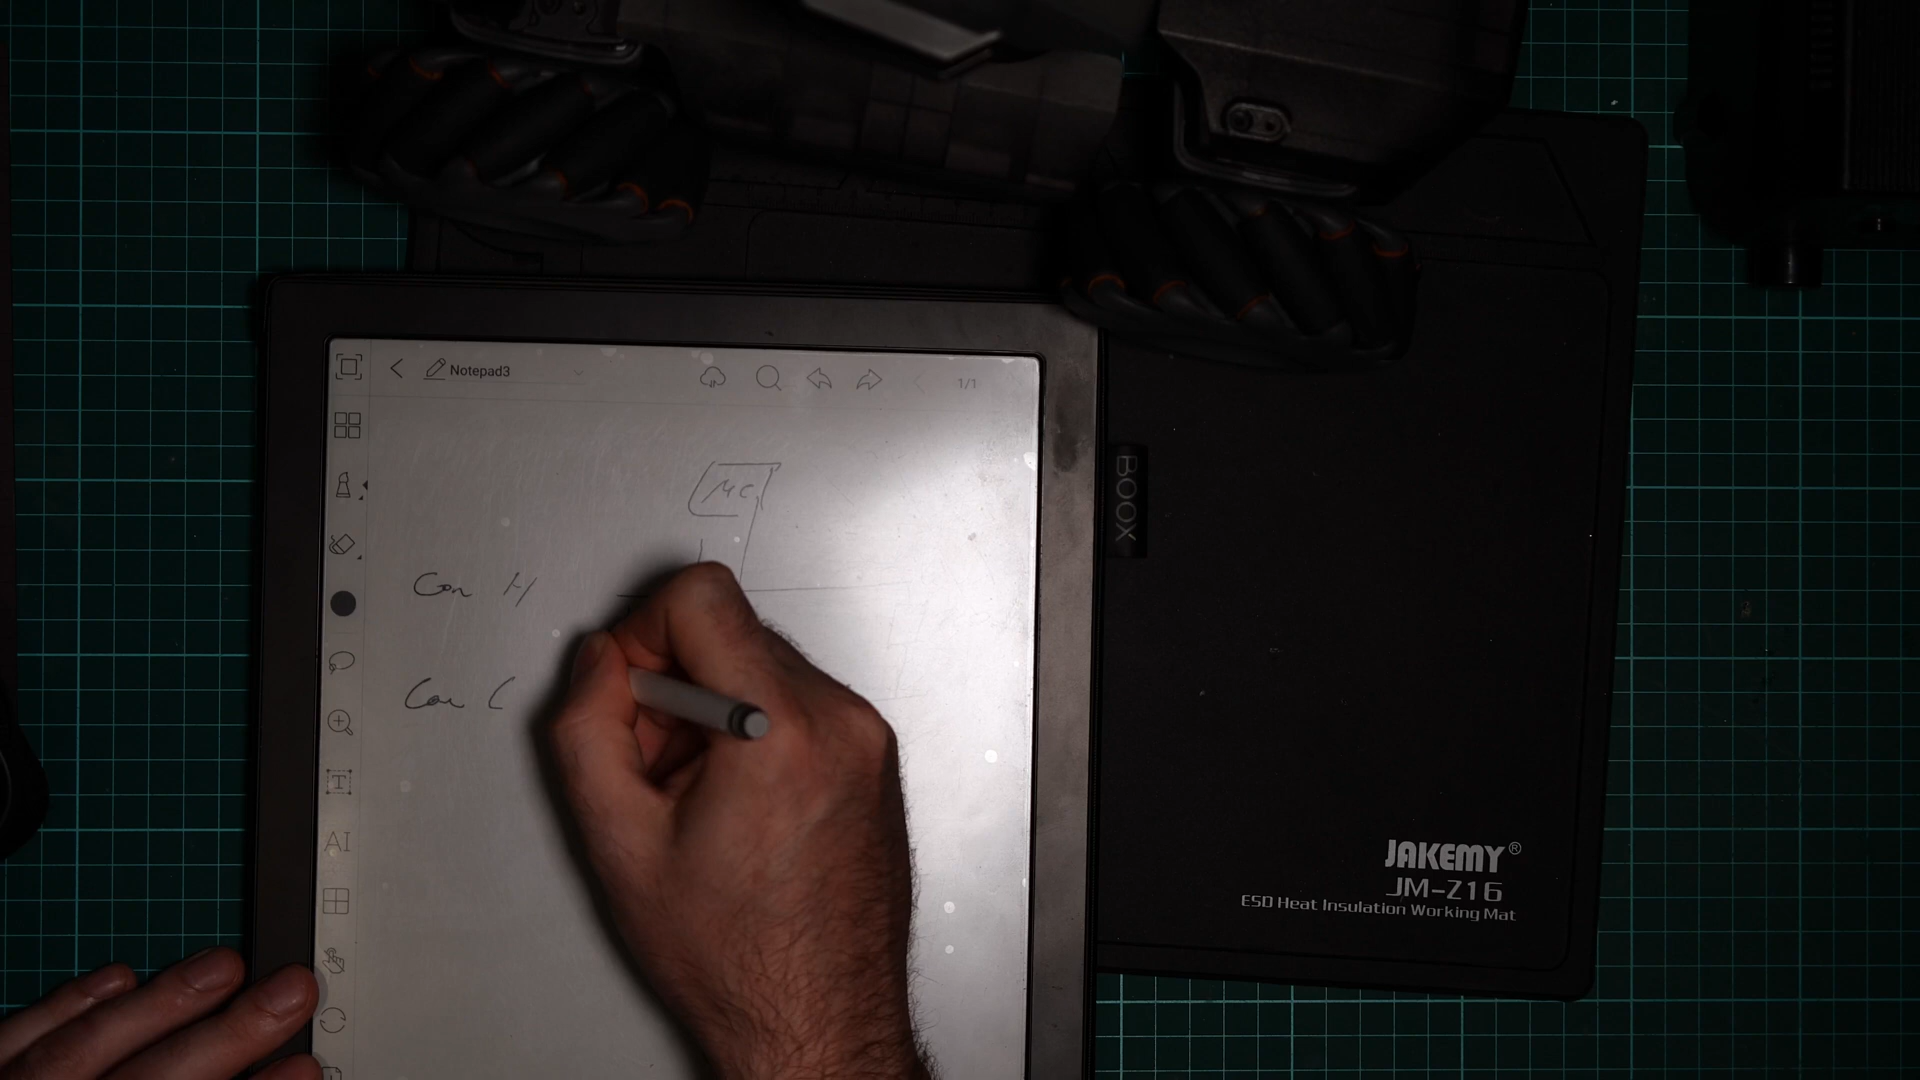 Notepad3
1/1
MC
Con H
Con L
T
AI
BOOX
JAKEMY®
JM-Z16
ESD Heat Insulation Working Mat